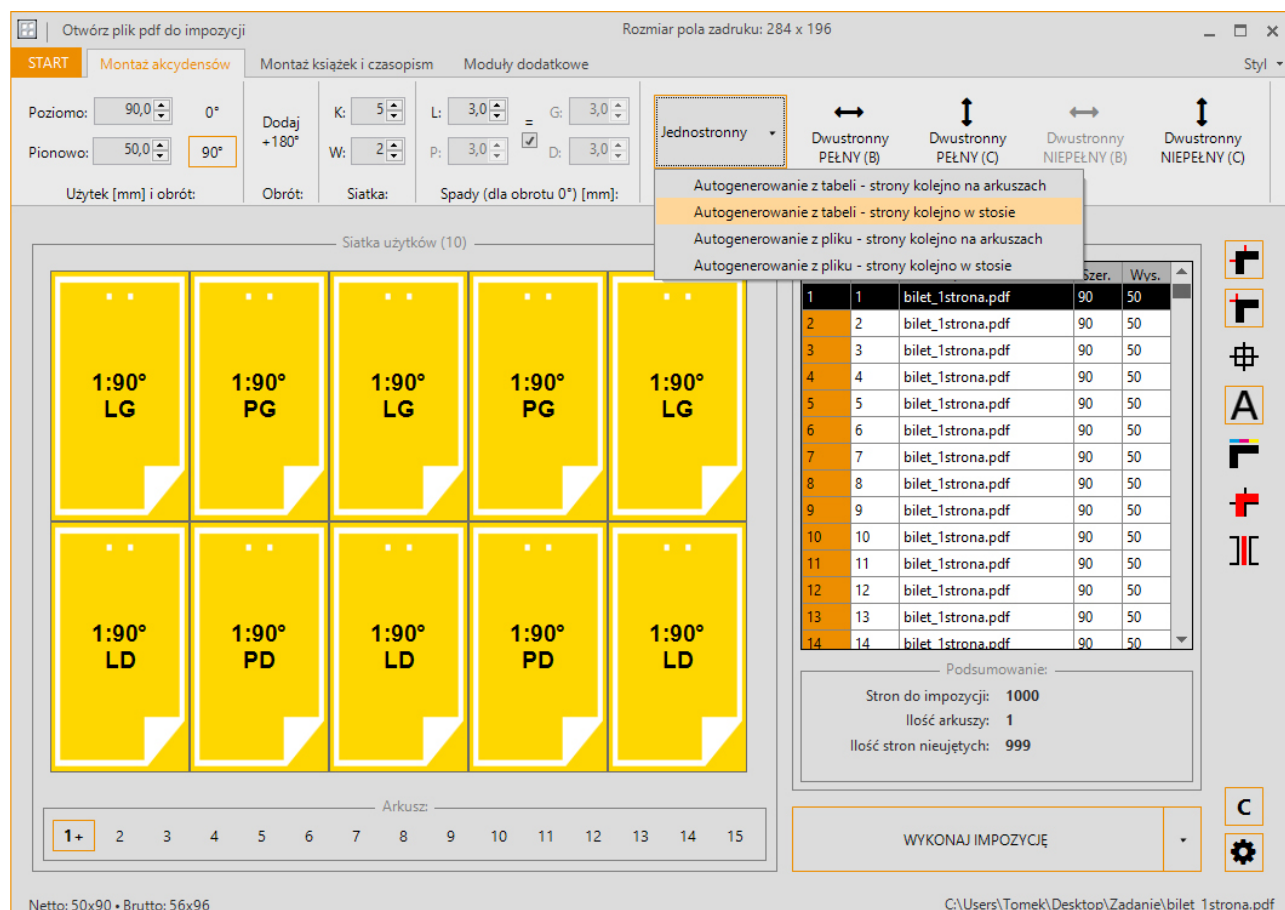 Otwórz plik pdf do impozycji
Rozmiar pola zadruku: 284 x 196
START Montaż akcydensów Montaż książek i czasopism Moduły dodatkowe Styl
Poziomo: 90,0 0°
Pionowo: 50,0 90°
Użytek [mm] i obrót:
Dodaj
+180°
Obrót:
K: 5
W: 2
Siatka:
L: 3,0 = G: 3,0
P: 3,0 D: 3,0
Spady (dla obrotu 0°) [mm]:
Jednostronny
Dwustronny
PEŁNY (B)
Dwustronny
PEŁNY (C)
Dwustronny
NIEPEŁNY (B)
Dwustronny
NIEPEŁNY (C)
Autogenerowanie z tabeli - strony kolejno na arkuszach
Autogenerowanie z tabeli - strony kolejno w stosie
Autogenerowanie z pliku - strony kolejno na arkuszach
Autogenerowanie z pliku - strony kolejno w stosie
Siatka użytków (10)
1:90° 1:90° 1:90° 1:90° 1:90°
LG PG LG PG LG
1:90° 1:90° 1:90° 1:90° 1:90°
LD PD LD PD LD
Arkusz:
1+ 2 3 4 5 6 7 8 9 10 11 12 13 14 15
Szer. Wys.
1 1 bilet_1strona.pdf 90 50
2 2 bilet_1strona.pdf 90 50
3 3 bilet_1strona.pdf 90 50
4 4 bilet_1strona.pdf 90 50
5 5 bilet_1strona.pdf 90 50
6 6 bilet_1strona.pdf 90 50
7 7 bilet_1strona.pdf 90 50
8 8 bilet_1strona.pdf 90 50
9 9 bilet_1strona.pdf 90 50
10 10 bilet_1strona.pdf 90 50
11 11 bilet_1strona.pdf 90 50
12 12 bilet_1strona.pdf 90 50
13 13 bilet_1strona.pdf 90 50
14 14 bilet_1strona.pdf 90 50
Podsumowanie:
Stron do impozycji: 1000
Ilość arkuszy: 1
Ilość stron nieujętych: 999
WYKONAJ IMPOZYCJĘ
A
C
Netto: 50x90 • Brutto: 56x96
C:\Users\Tomek\Desktop\Zadanie\bilet_1strona.pdf